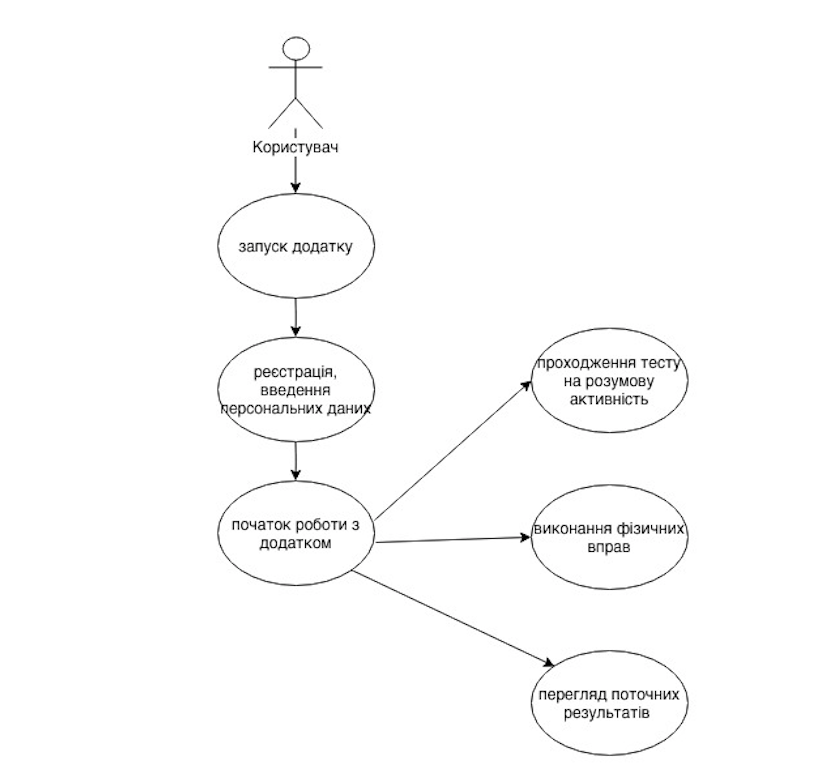 Користувач
запуск додатку
реєстрація,
введення
персональних даних
початок роботи з
додатком
проходження тесту
на розумову
активність
виконання фізичних
вправ
перегляд поточних
результатів